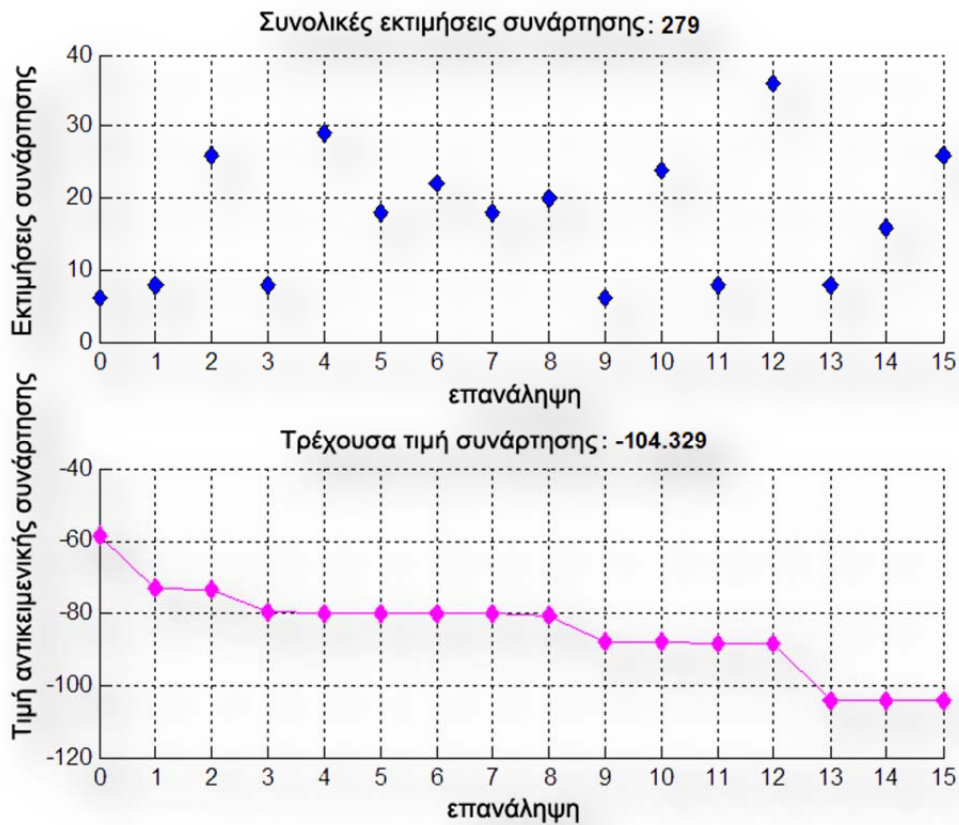 Συνολικές εκτιμήσεις συνάρτησης: 279
Εκτιμήσεις συνάρτησης
40
30
20
10
0
0 1 2 3 4 5 6 7 8 9 10 11 12 13 14 15
επανάληψη
Τρέχουσα τιμή συνάρτησης: -104.329
Τιμή αντικειμενικής συνάρτησης
-40
-60
-80
-100
-120
0 1 2 3 4 5 6 7 8 9 10 11 12 13 14 15
επανάληψη